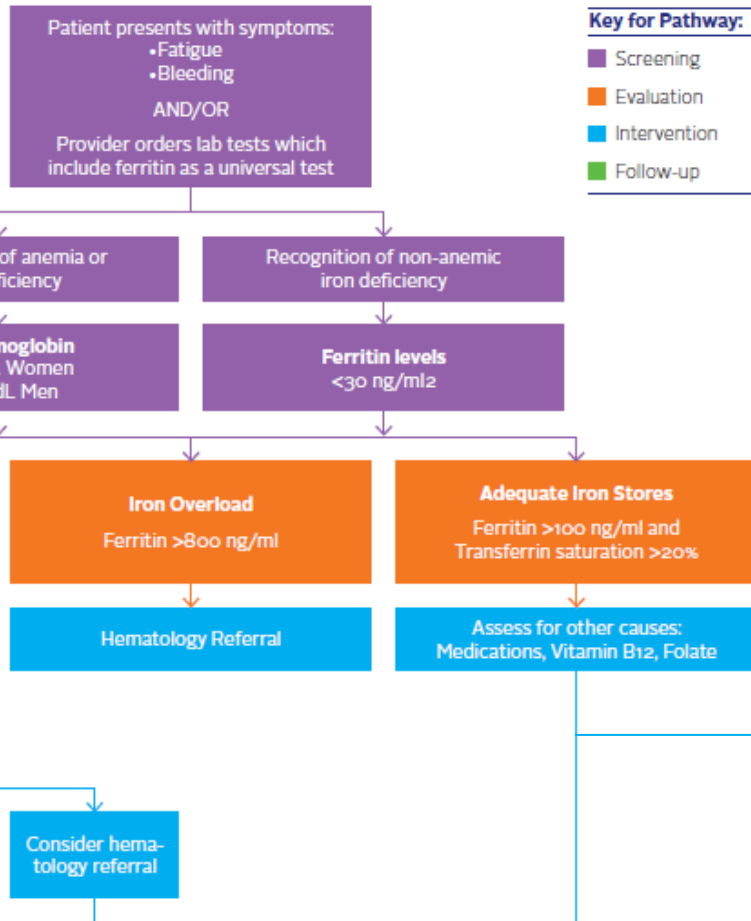 Patient presents with symptoms:
•Fatigue
•Bleeding
AND/OR
Provider orders lab tests which
include ferritin as a universal test
Key for Pathway:
Screening
Evaluation
Intervention
Follow-up
of anemia or
Recognition of non-anemic
iron deficiency
Women
Men
Ferritin levels
<30 ng/ml2
Iron Overload
Ferritin >800 ng/ml
Adequate Iron Stores
Ferritin >100 ng/ml and
Transferrin saturation >20%
Hematology Referral
Assess for other causes:
Medications, Vitamin B12, Folate
Consider hema-
tology referral